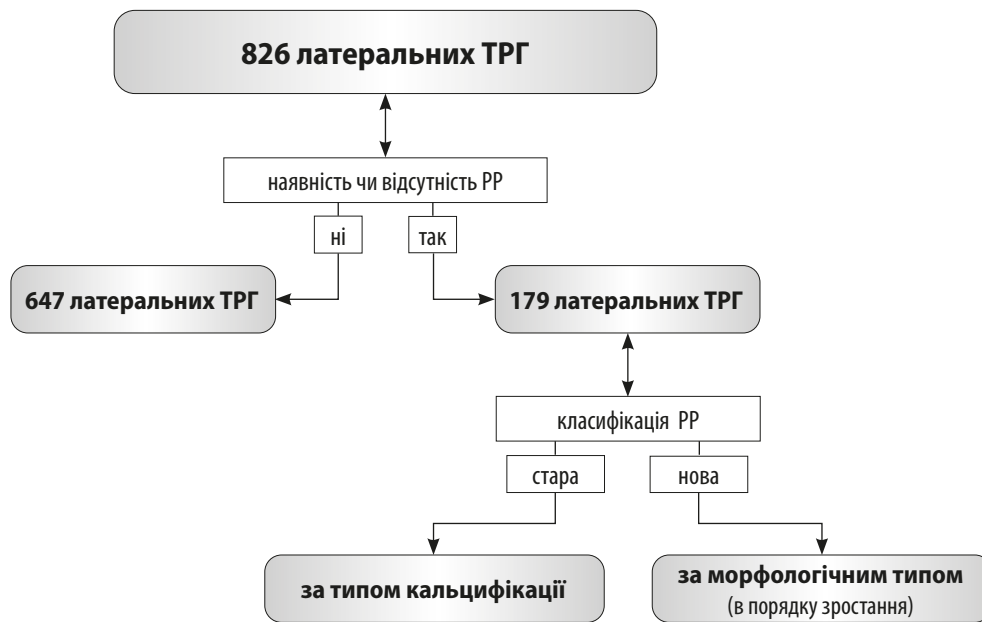 826 латеральних ТРГ
наявність чи відсутність РР
ні
так
647 латеральних ТРГ
179 латеральних ТРГ
класифікація РР
стара
нова
за типом кальцифікації
за морфологічним типом
(в порядку зростання)